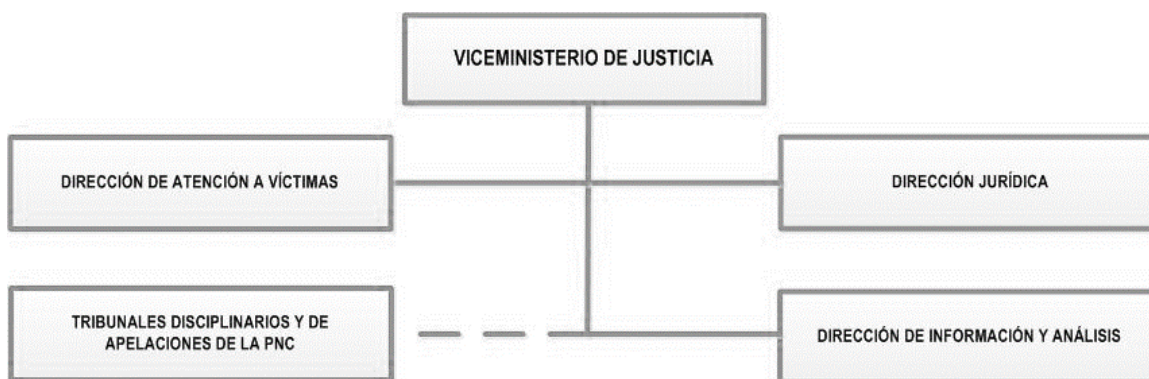 VICEMINISTERIO DE JUSTICIA
DIRECCIÓN DE ATENCIÓN A VÍCTIMAS
DIRECCIÓN JURÍDICA
TRIBUNALES DISCIPLINARIOS Y DE
APELACIONES DE LA PNC
DIRECCIÓN DE INFORMACIÓN Y ANÁLISIS